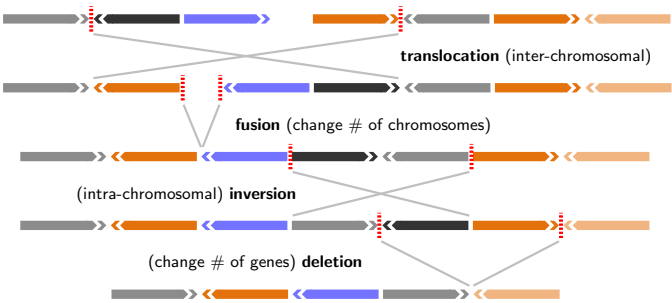 translocation (inter-chromosomal)
fusion (change # of chromosomes)
(intra-chromosomal) inversion
(change # of genes) deletion